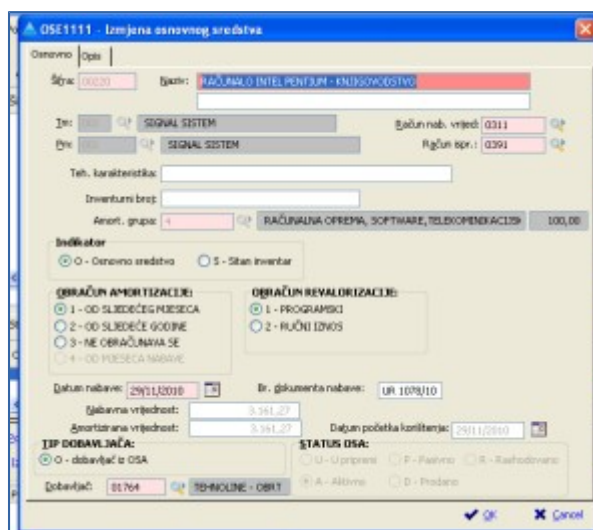 OSE1111 - Izmjena osnovnog sredstva
Osnovno Opis
Šifra: 00220 Naziv: RAČUNALO INTEL PENTIUM - KNJIGOVODSTVO
SIGNAL SISTEM Račun nab. vrijed: 0311
SIGNAL SISTEM Račun ispr.: 0391
Teh. karakteristika:
Inventurni broj:
Amort. grupa: 4 RAČUNALNA OPREMA, SOFTWARE, 100,00
Indikator
O - Osnovno sredstvo S - Sitan inventar
OBRAČUN AMORTIZACIJE: OBRAČUN REVALORIZACIJE:
1 - OD SLJEDEĆEG MJESECA 1 - PROGRAMSKI
2 - OD SLJEDEĆE GODINE 2 - RUČNI IZNOS
3 - NE OBRAČUNAVA SE
4 - OD MJESECA NABAVE
Datum nabave: 29/11/2010 Br. dokumenta nabave: UR 1078/10
Nabavna vrijednost: 3.161,27
Amortizirana vrijednost: 3.161,27 Datum početka korištenja: 29/11/2010
TIP DOBAVLJAČA: STATUS OSA:
O - dobavljač iz OSA U - U pripremi P - Pasivno R - Rashodovano
A - Aktivno D - Prodano
Dobavljač: 01764 TEHNOLINE - OBRT
OK Cancel